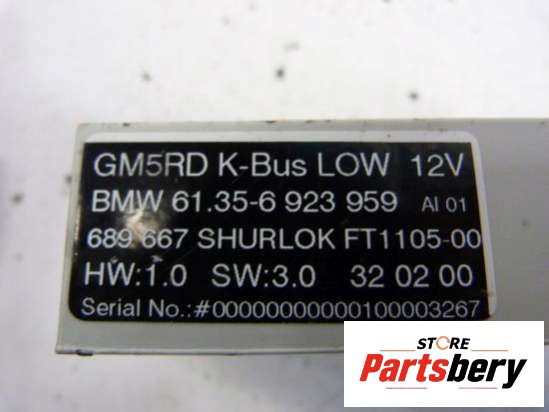 GM5RD K-Bus LOW 12V
BMW 61.35-6 923 959 AI 01
689 667 SHURLOK FT1105-00
HW:1.0 SW:3.0 32 02 00
Serial No.:#000000000000100003267
STORE
Partsbery